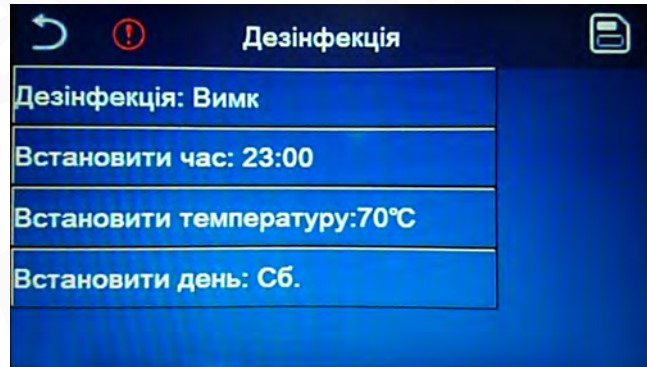 Дезінфекція
Дезінфекція: Вимк
Встановити час: 23:00
Встановити температуру:70℃
Встановити день: Сб.